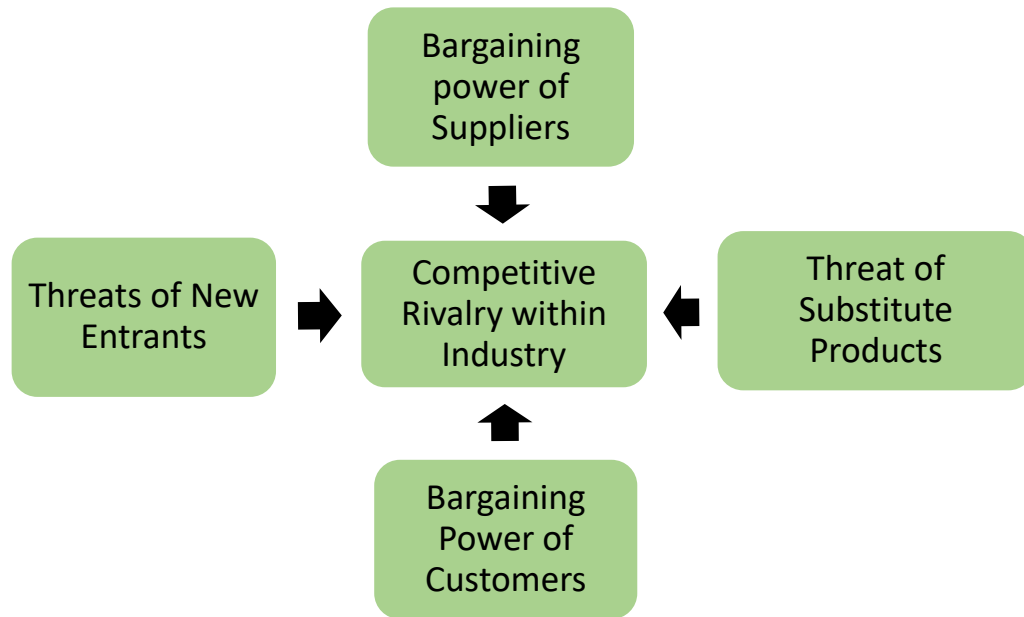 Bargaining
power of
Suppliers
Threats of New
Entrants
Competitive
Rivalry within
Industry
Threat of
Substitute
Products
Bargaining
Power of
Customers